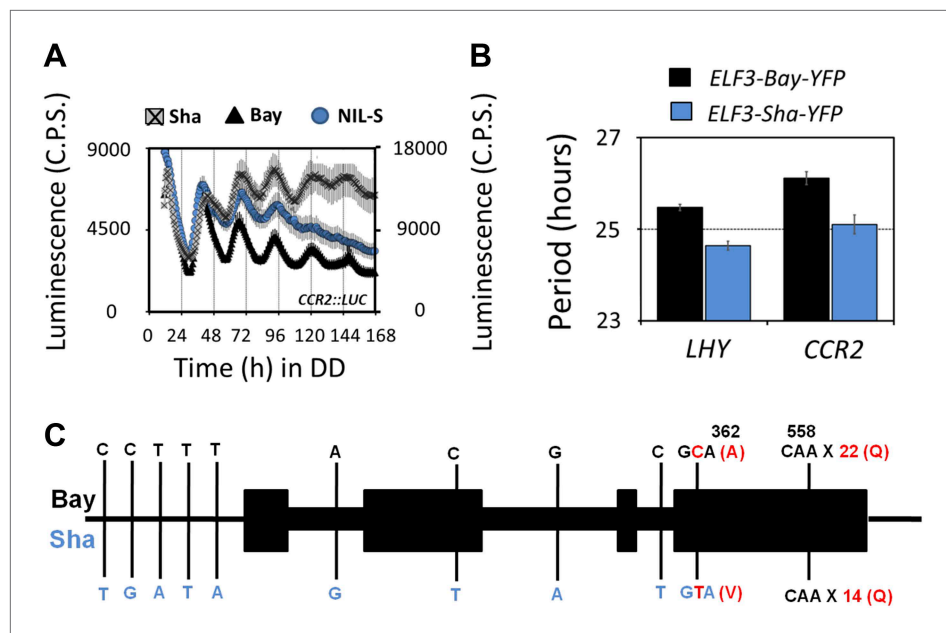 A
Sha Bay NIL-S
Luminescence (C.P.S.)
9000
4500
0
18000
9000
0
Luminescence (C.P.S.)
CCR2::LUC
0 24 48 72 96 120 144 168
Time (h) in DD
B
ELF3-Bay-YFP
ELF3-Sha-YFP
Period (hours)
27
25
23
LHY CCR2
C
362 558
C C T T T A C G C GCA (A) CAA X 22 (Q)
Bay
Sha
T G A T A G T A T GTA (V) CAA X 14 (Q)